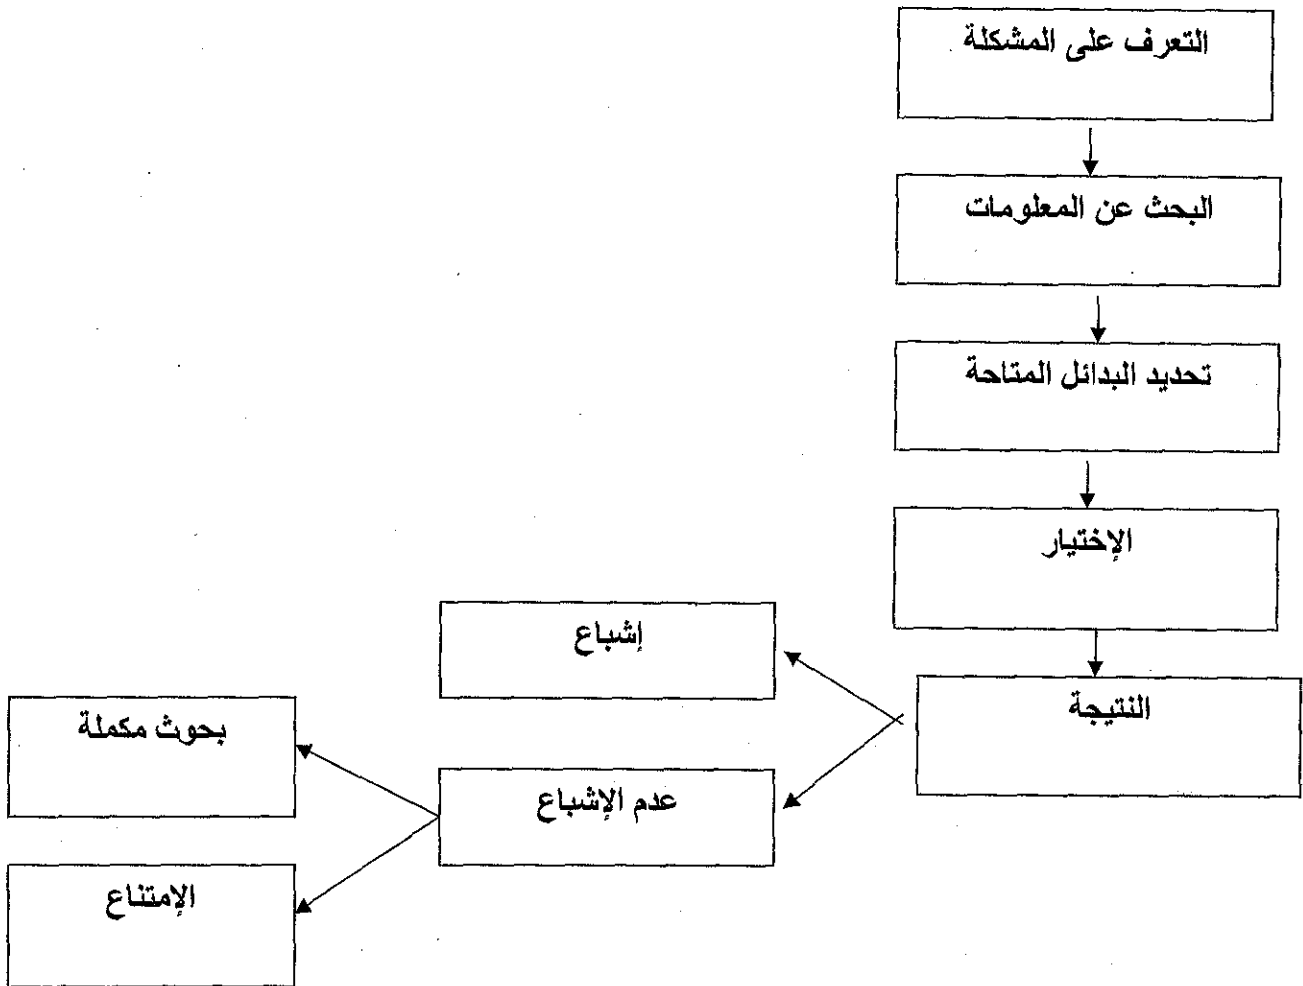 التعرف على المشكلة
البحث عن المعلومات
تحديد البدائل المتاحة
الإختيار
النتيجة
إشباع
عدم الإشباع
بحوث مكملة
الإمتناع